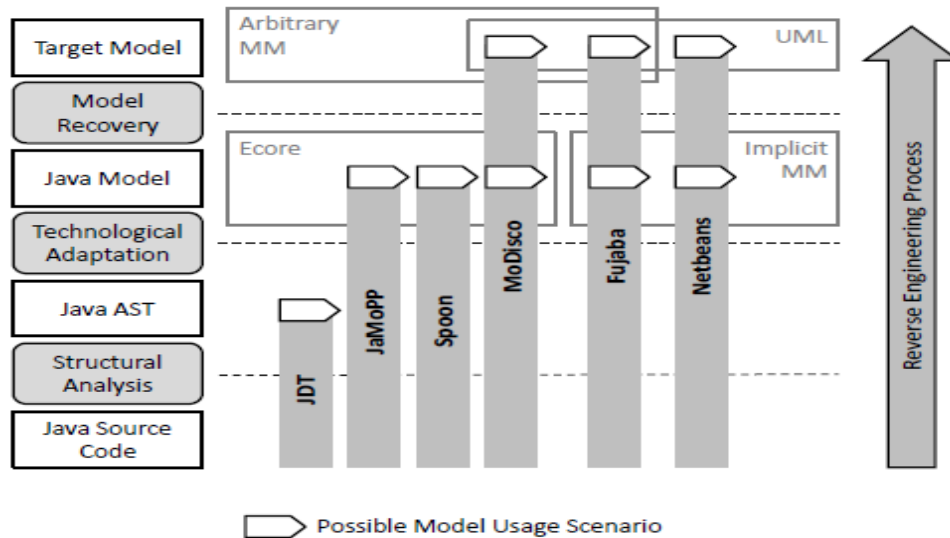 Target Model
Model
Recovery
Java Model
Technological
Adaptation
Java AST
Structural
Analysis
Java Source
Code
Arbitrary
MM
UML
Ecore
Implicit
MM
JDT
JaMoPP
Spoon
MoDisco
Fujaba
Netbeans
Reverse Engineering Process
Possible Model Usage Scenario